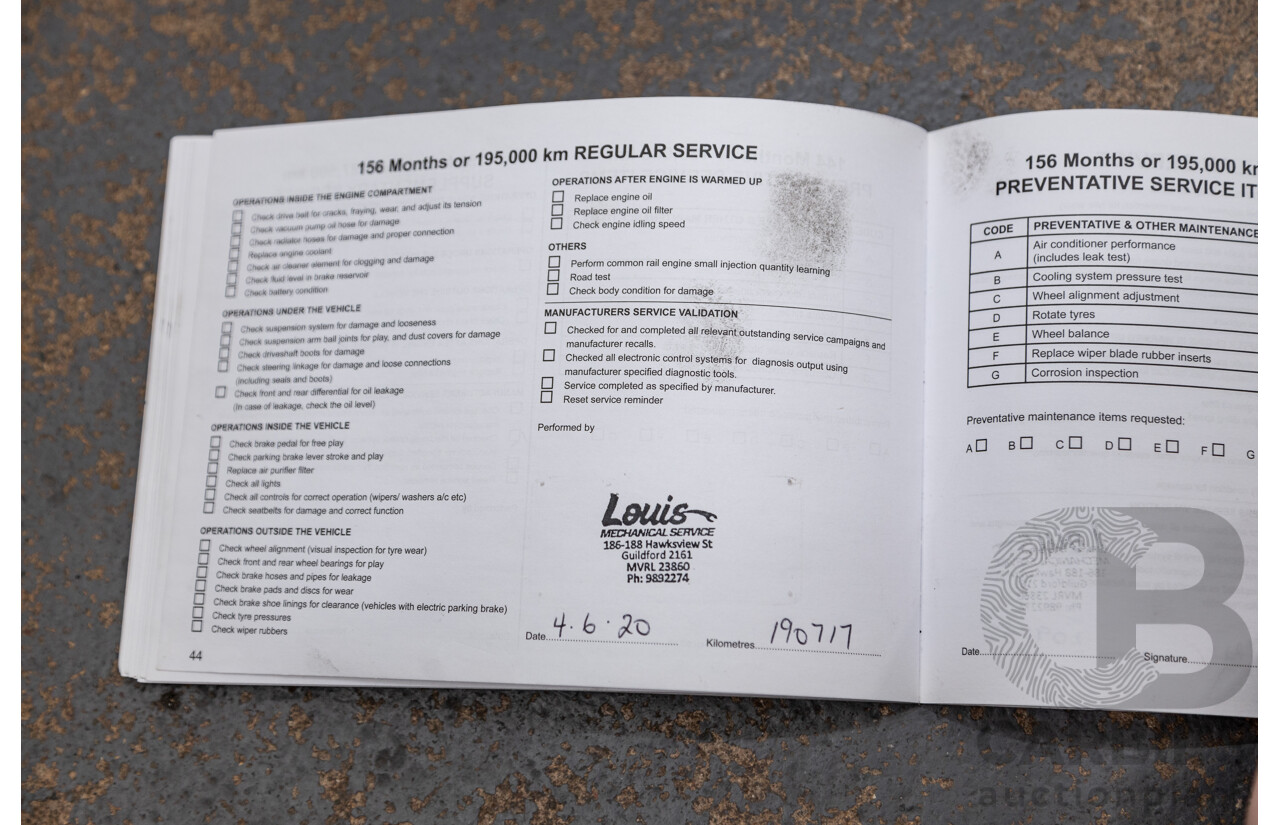 156 Months or 195,000 km REGULAR SERVICE
OPERATIONS INSIDE THE ENGINE COMPARTMENT
Check drive belt for cracks, fraying, wear, and adjust its tension
Check vacuum pump oil hose for damage
Check radiator hoses for damage and proper connection
Replace engine coolant
Check air cleaner element for clogging and damage
Check fluid level in brake reservoir
Check battery condition
OPERATIONS UNDER THE VEHICLE
Check suspension system for damage and looseness
Check suspension arm ball joints for play, and dust covers for damage
Check driveshaft boots for damage
Check steering linkage for damage and loose connections
(including seals and boots)
Check front and rear differential for oil leakage
(In case of leakage, check the oil level)
OPERATIONS INSIDE THE VEHICLE
Check brake pedal for free play
Check parking brake lever stroke and play
Replace air purifier filter
Check all lights
Check all controls for correct operation (wipers/ washers a/c etc)
Check seatbelts for damage and correct function
OPERATIONS OUTSIDE THE VEHICLE
Check wheel alignment (visual inspection for tyre wear)
Check front and rear wheel bearings for play
Check brake hoses and pipes for leakage
Check brake pads and discs for wear
Check brake shoe linings for clearance (vehicles with electric parking brake)
Check tyre pressures
Check wiper rubbers
44
OPERATIONS AFTER ENGINE IS WARMED UP
Replace engine oil
Replace engine oil filter
Check engine idling speed
OTHERS
Perform common rail engine small injection quantity learning
Road test
Check body condition for damage
MANUFACTURERS SERVICE VALIDATION
Checked for and completed all relevant outstanding service campaigns and
manufacturer recalls.
Checked all electronic control systems for diagnosis output using
manufacturer specified diagnostic tools.
Service completed as specified by manufacturer.
Reset service reminder
Performed by
Louis
MECHANICAL SERVICE
186-188 Hawksview St
Guildford 2161
MVRL 23860
Ph: 9892274
Date 4.6.20 Kilometres 190717
156 Months or 195,000 kr
PREVENTATIVE SERVICE IT
CODE PREVENTATIVE & OTHER MAINTENANCE
A Air conditioner performance
(includes leak test)
B Cooling system pressure test
C Wheel alignment adjustment
D Rotate tyres
E Wheel balance
F Replace wiper blade rubber inserts
G Corrosion inspection
Preventative maintenance items requested:
A B C D E F G
Date Signature
CB